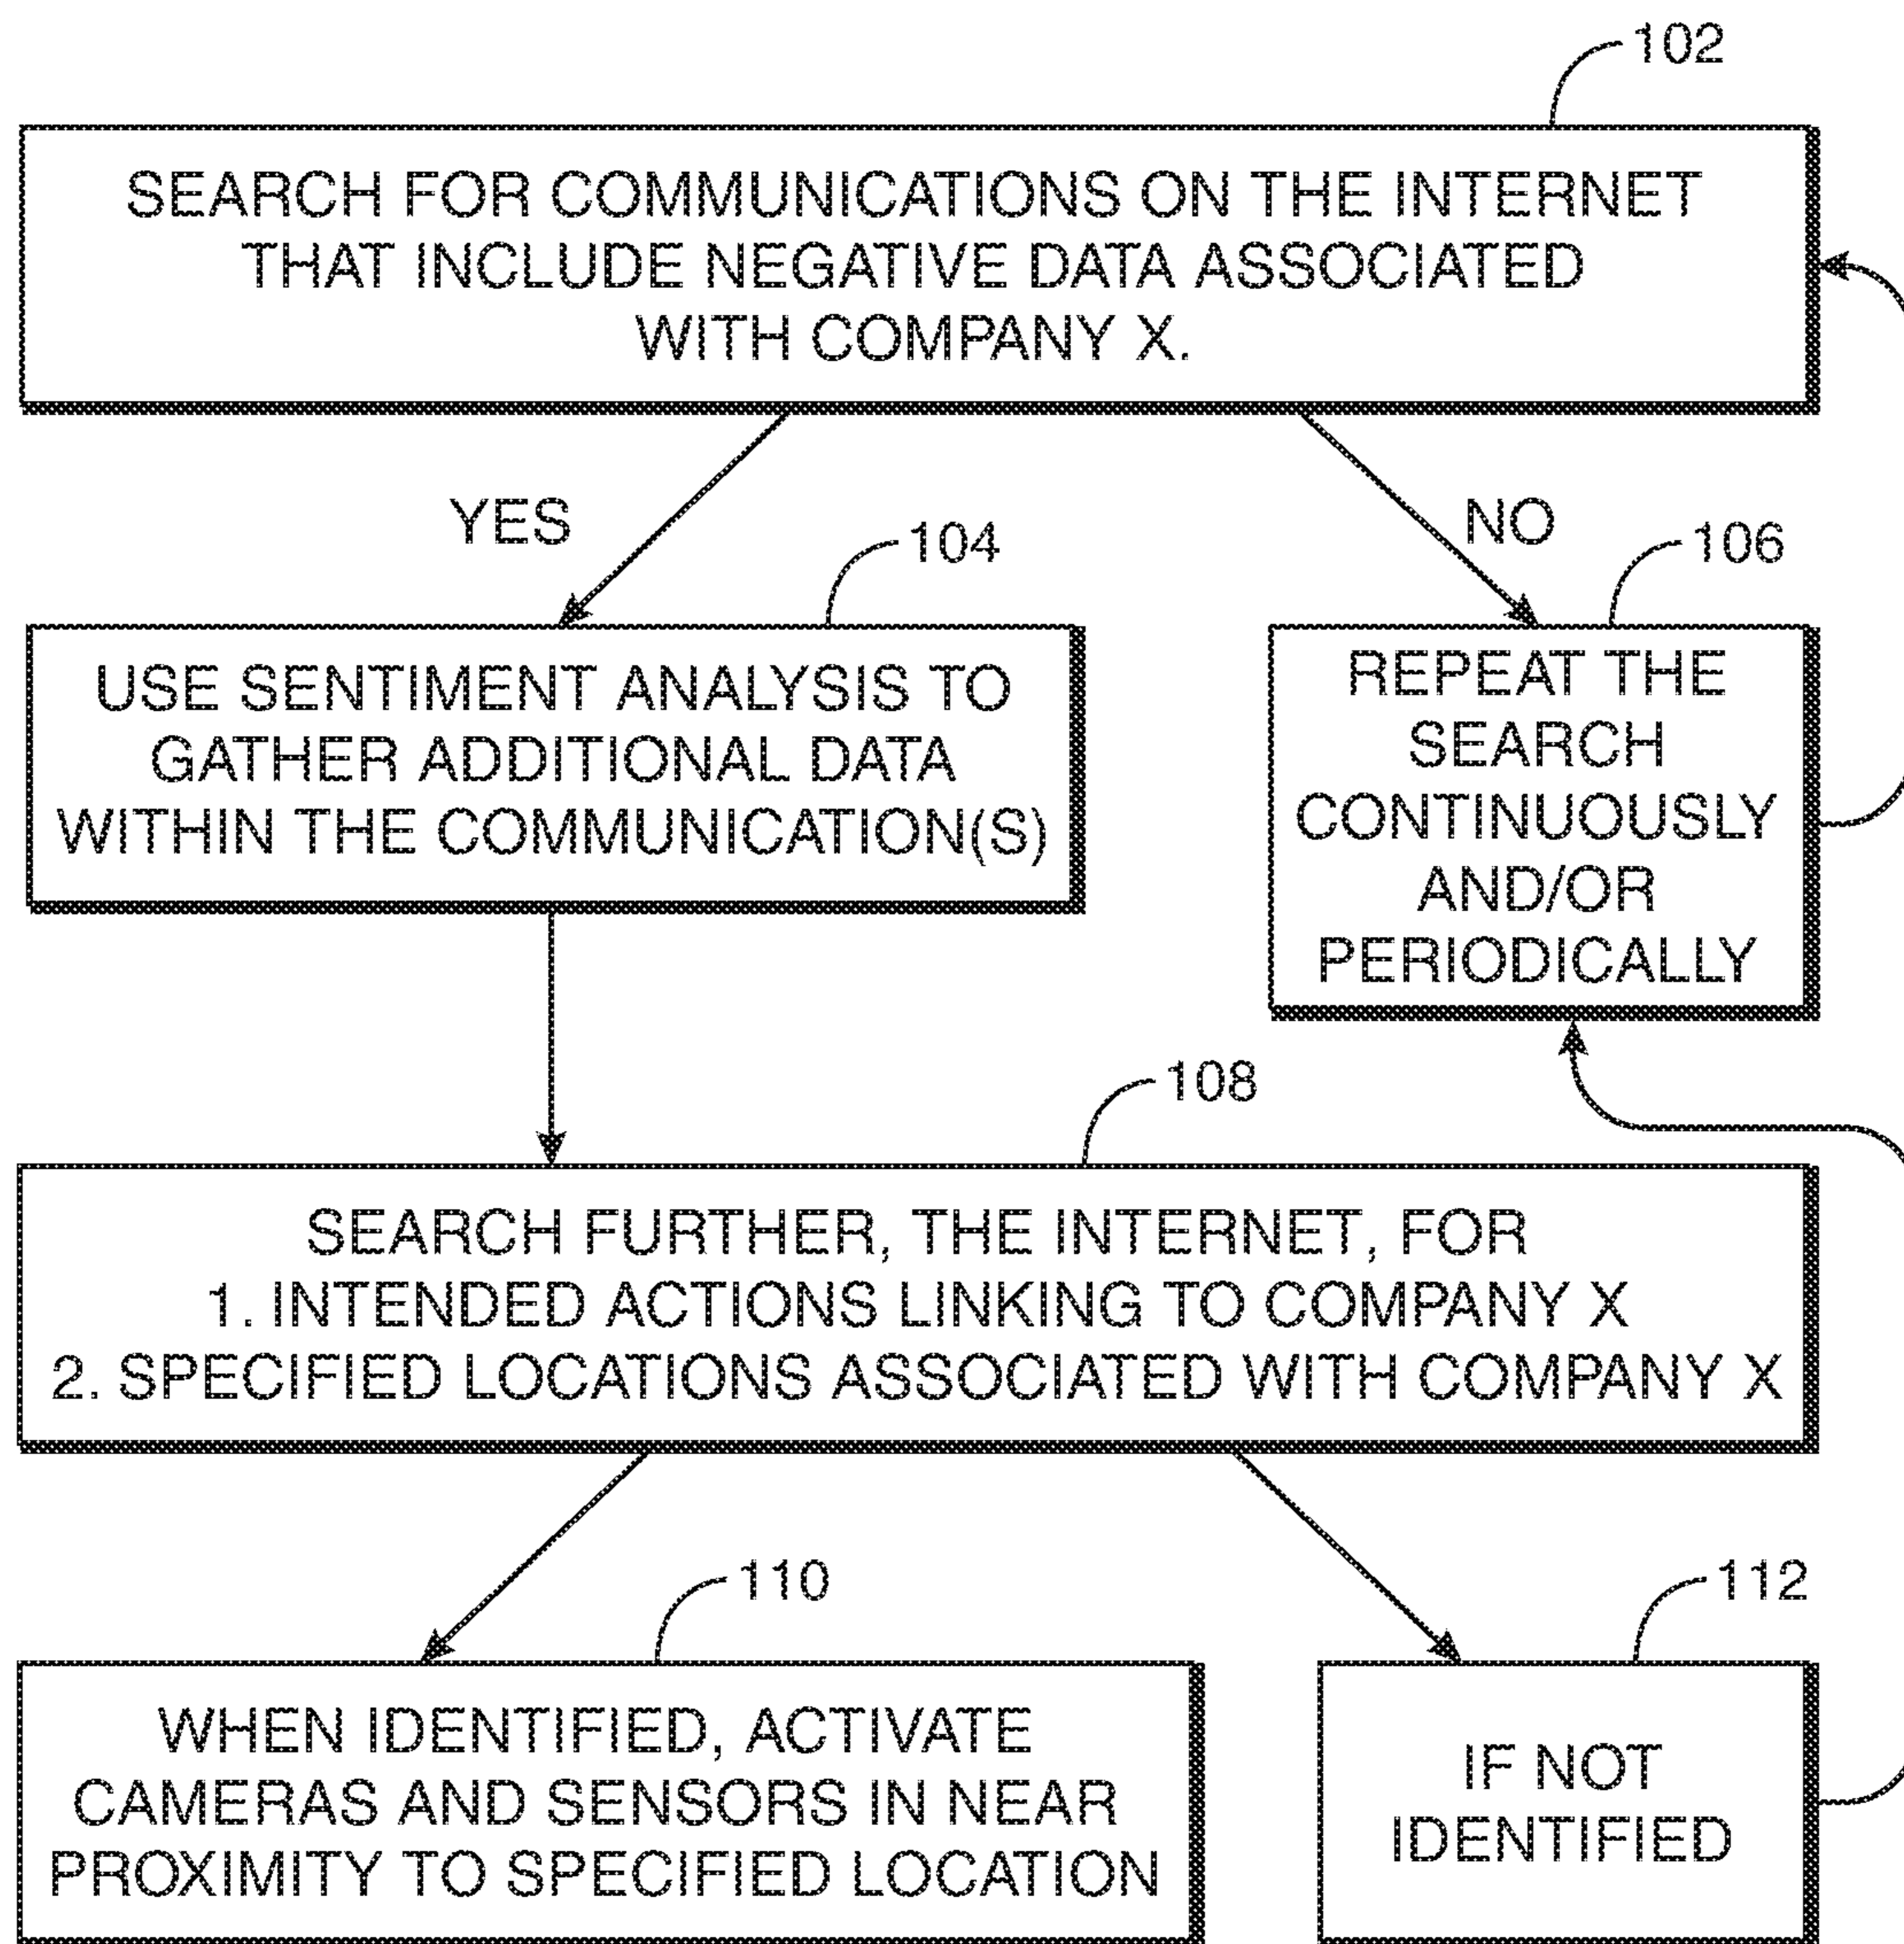 102
SEARCH FOR COMMUNICATIONS ON THE INTERNET
THAT INCLUDE NEGATIVE DATA ASSOCIATED
WITH COMPANY X.
YES
NO
104
106
USE SENTIMENT ANALYSIS TO
GATHER ADDITIONAL DATA
WITHIN THE COMMUNICATION(S)
REPEAT THE
SEARCH
CONTINUOUSLY
AND/OR
PERIODICALLY
108
SEARCH FURTHER, THE INTERNET, FOR
1. INTENDED ACTIONS LINKING TO COMPANY X
2. SPECIFIED LOCATIONS ASSOCIATED WITH COMPANY X
110
112
WHEN IDENTIFIED, ACTIVATE
CAMERAS AND SENSORS IN NEAR
PROXIMITY TO SPECIFIED LOCATION
IF NOT
IDENTIFIED